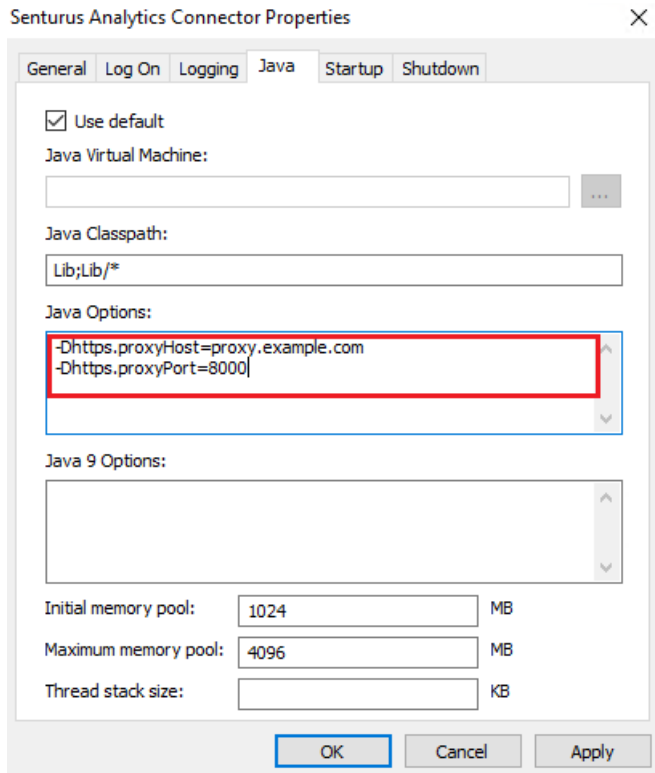 Senturus Analytics Connector Properties
General Log On Logging Java Startup Shutdown
Use default
Java Virtual Machine:
...
Java Classpath:
Lib;Lib/*
Java Options:
-Dhttps.proxyHost=proxy.example.com
-Dhttps.proxyPort=8000
Java 9 Options:
Initial memory pool: 1024 MB
Maximum memory pool: 4096 MB
Thread stack size: KB
OK Cancel Apply